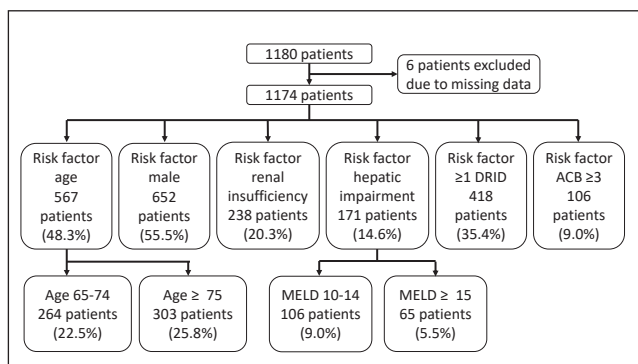 1180 patients
6 patients excluded
due to missing data
1174 patients
Risk factor
age
567
patients
(48.3%)
Risk factor
male
652
patients
(55.5%)
Risk factor
renal
insufficiency
238 patients
(20.3%)
Risk factor
hepatic
impairment
171 patients
(14.6%)
Risk factor
≥1 DRID
418
patients
(35.4%)
Risk factor
ACB ≥3
106
patients
(9.0%)
Age 65-74
264 patients
(22.5%)
Age ≥ 75
303 patients
(25.8%)
MELD 10-14
106 patients
(9.0%)
MELD ≥ 15
65 patients
(5.5%)